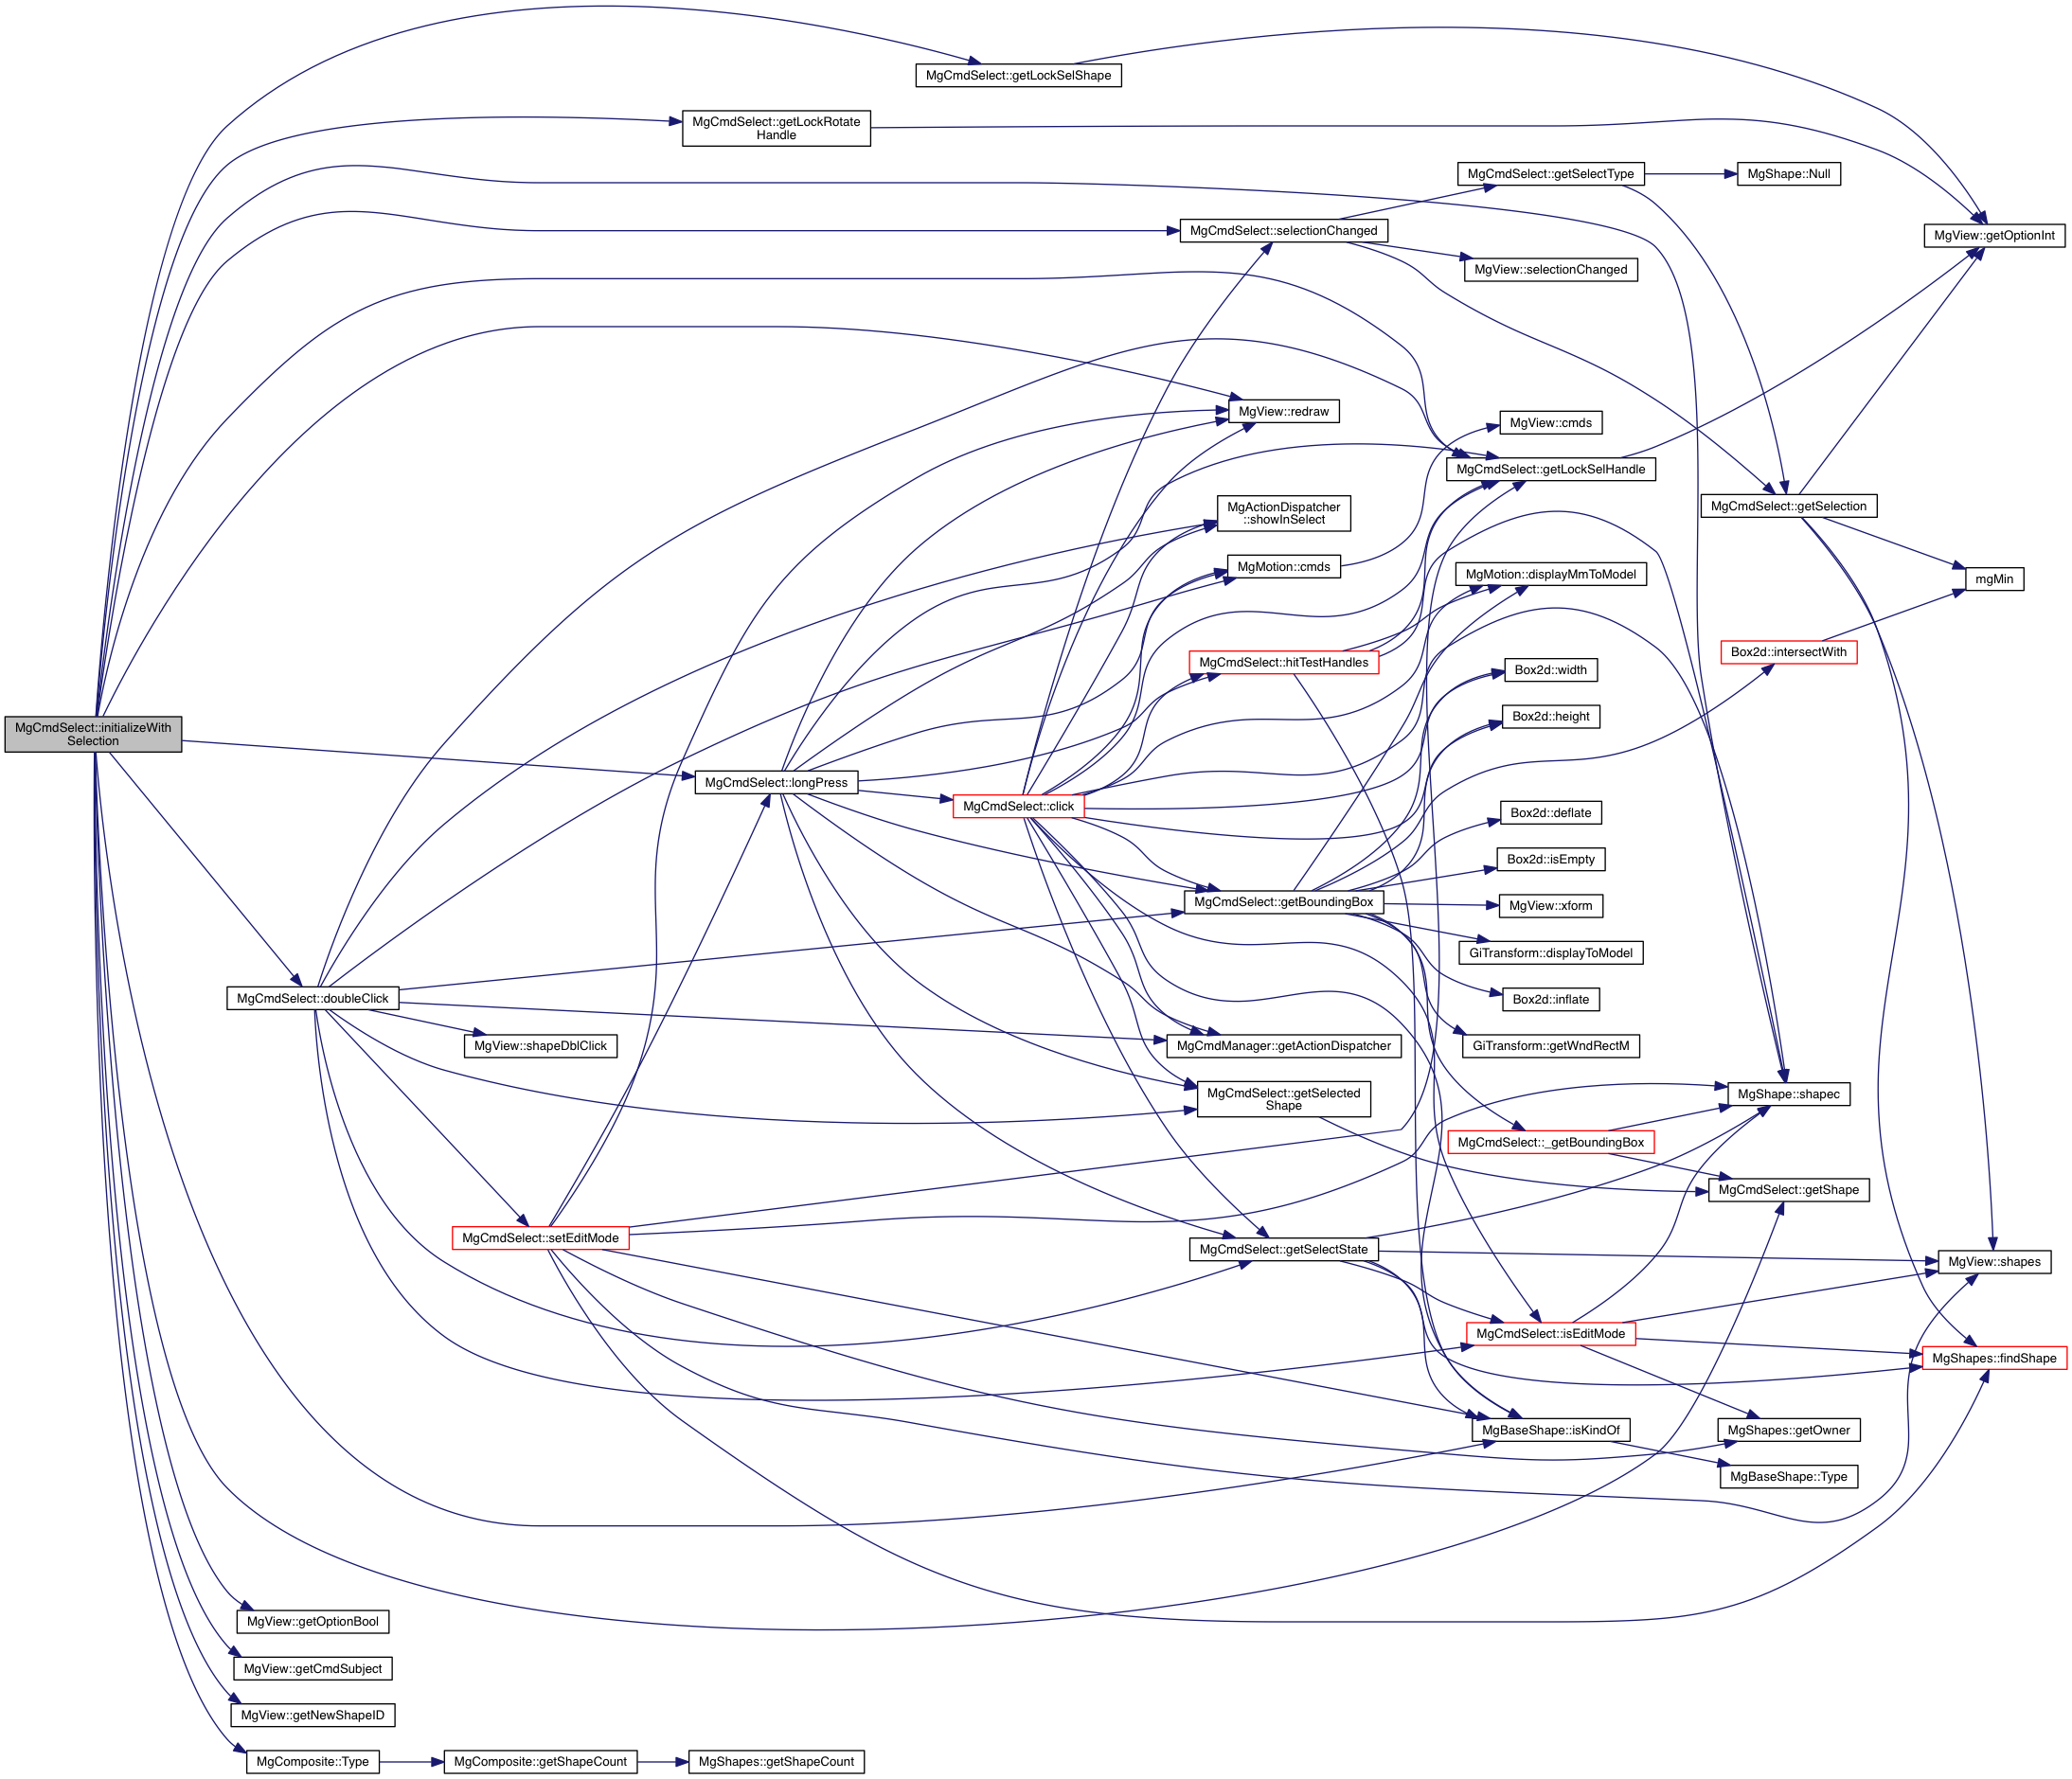 MgCmdSelect::getLockSelShape
MgCmdSelect::getLockRotate
Handle
MgCmdSelect::getSelectType
MgShape::Null
MgCmdSelect::selectionChanged
MgView::getOptionInt
MgView::selectionChanged
MgView::redraw
MgView::cmds
MgCmdSelect::getLockSelHandle
MgActionDispatcher
::showInSelect
MgCmdSelect::getSelection
MgMotion::cmds
MgMotion::displayMmToModel
mgMin
MgCmdSelect::hitTestHandles
Box2d::intersectWith
Box2d::width
Box2d::height
MgCmdSelect::initializeWith
Selection
MgCmdSelect::longPress
MgCmdSelect::click
Box2d::deflate
Box2d::isEmpty
MgCmdSelect::getBoundingBox
MgView::xform
GiTransform::displayToModel
MgCmdSelect::doubleClick
Box2d::inflate
MgView::shapeDblClick
MgCmdManager::getActionDispatcher
GiTransform::getWndRectM
MgCmdSelect::getSelected
Shape
MgShape::shapec
MgCmdSelect::_getBoundingBox
MgCmdSelect::getShape
MgCmdSelect::setEditMode
MgCmdSelect::getSelectState
MgView::shapes
MgCmdSelect::isEditMode
MgShapes::findShape
MgBaseShape::isKindOf
MgShapes::getOwner
MgBaseShape::Type
MgView::getOptionBool
MgView::getCmdSubject
MgView::getNewShapeID
MgComposite::Type
MgComposite::getShapeCount
MgShapes::getShapeCount